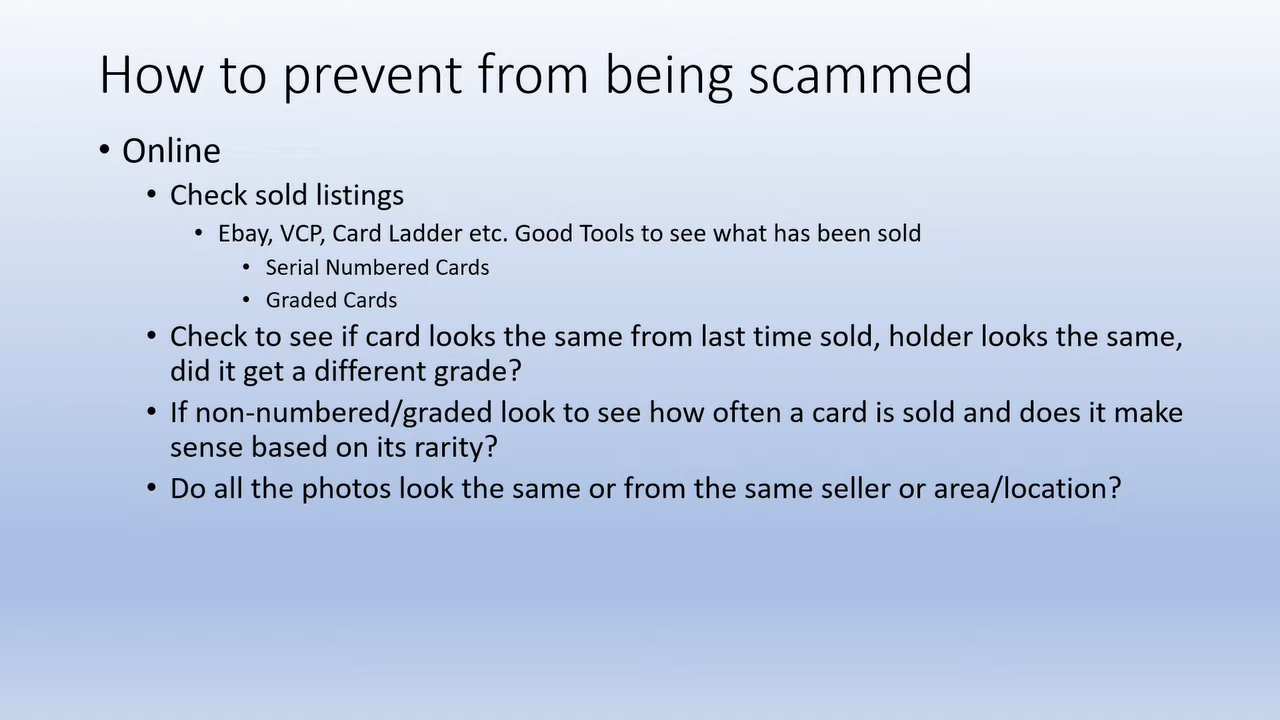 How to prevent from being scammed
• Online
• Check sold listings
• Ebay, VCP, Card Ladder etc. Good Tools to see what has been sold
• Serial Numbered Cards
• Graded Cards
• Check to see if card looks the same from last time sold, holder looks the same,
did it get a different grade?
• If non-numbered/graded look to see how often a card is sold and does it make
sense based on its rarity?
• Do all the photos look the same or from the same seller or area/location?